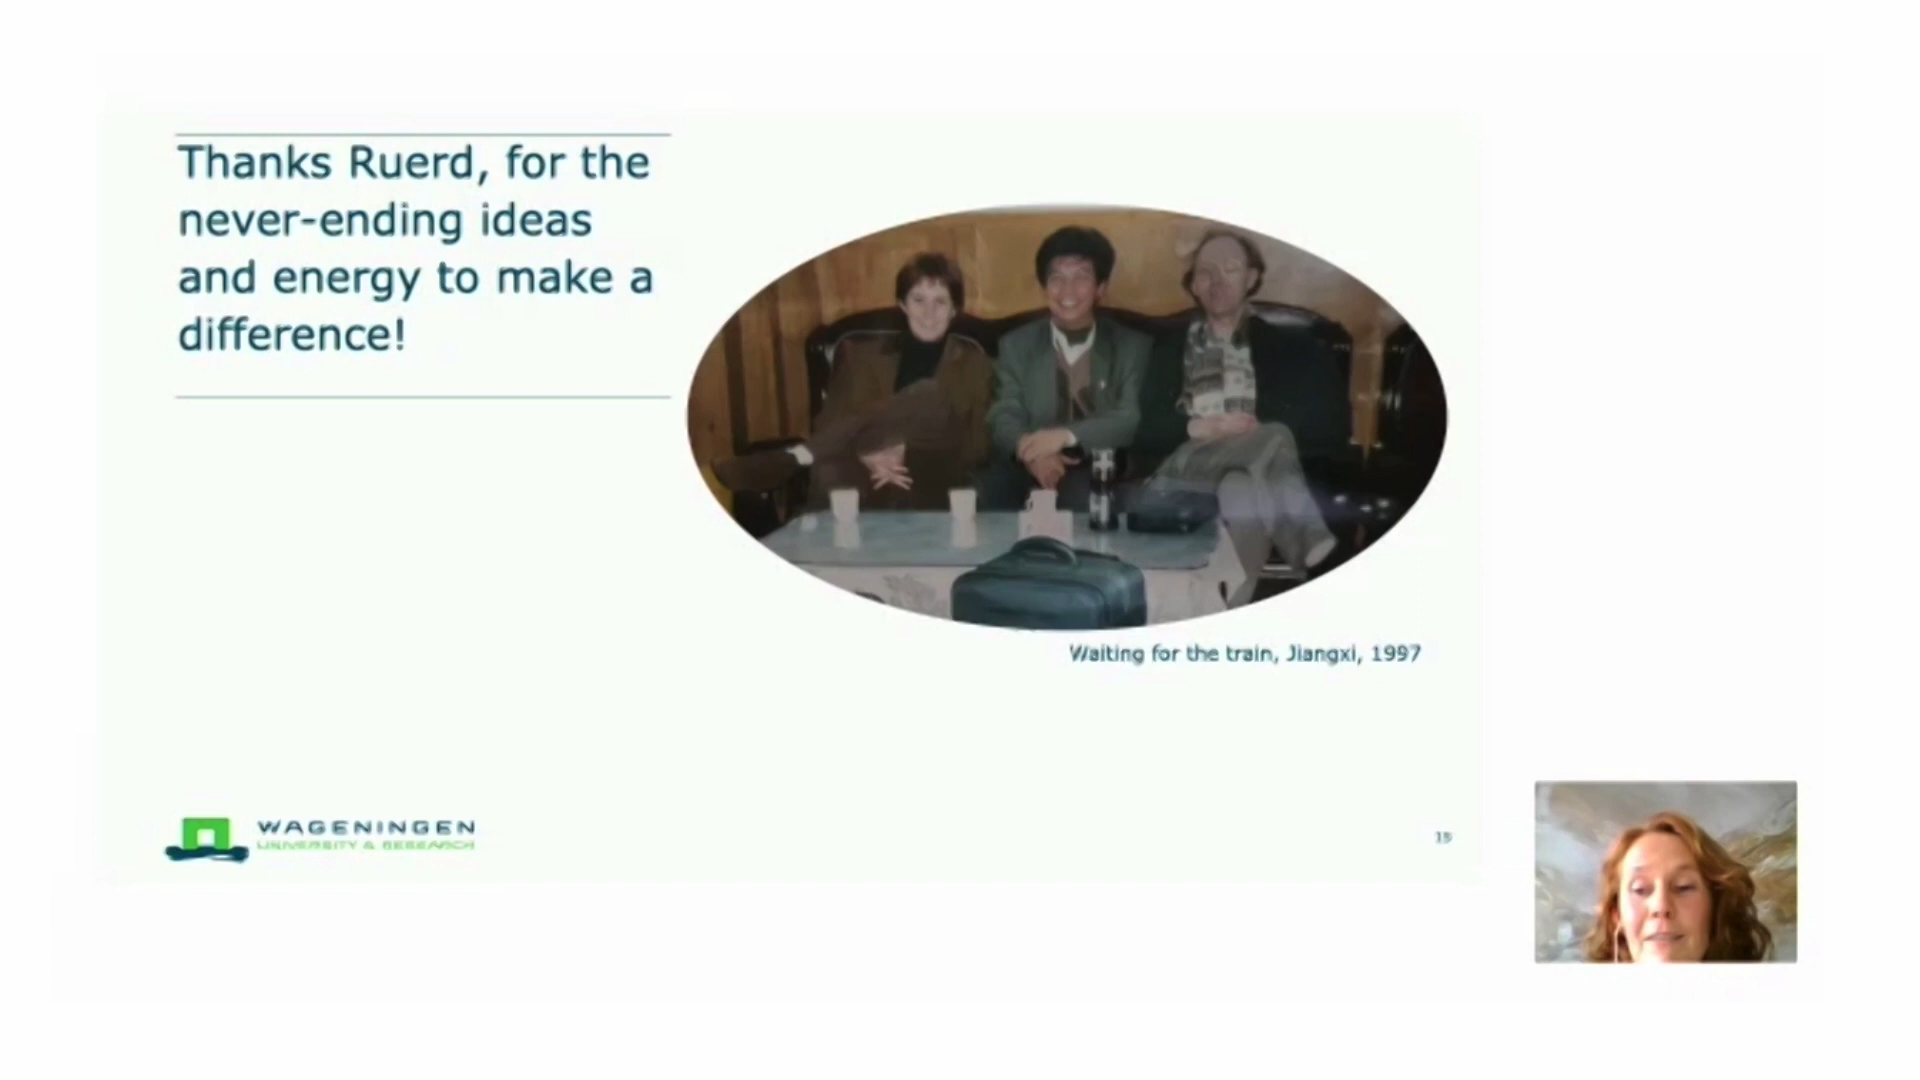 Thanks Ruerd, for the
never-ending ideas
and energy to make a
difference!
Waiting for the train, Jiangxi, 1997
WAGENINGEN
UNIVERSITY & RESEARCH